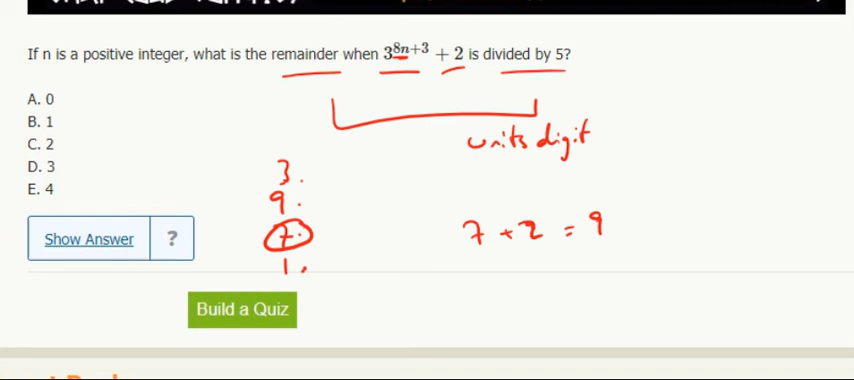 If n is a positive integer, what is the remainder when 3^{8n+3} + 2 is divided by 5?
A. 0
B. 1
C. 2
D. 3
E. 4
units digit
3.
9.
7.
1.
7 + 2 = 9
Show Answer
?
Build a Quiz